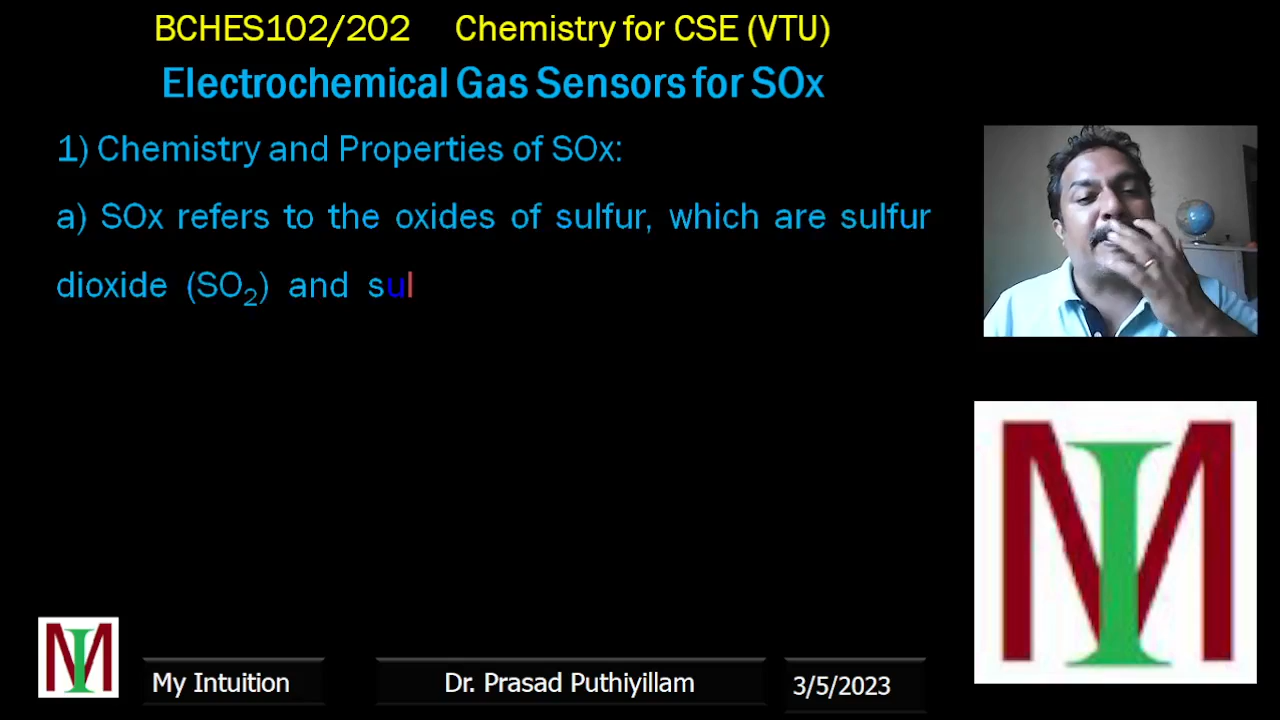 BCHES102/202 Chemistry for CSE (VTU)
Electrochemical Gas Sensors for SOx
1) Chemistry and Properties of SOx:
a) SOx refers to the oxides of sulfur, which are sulfur
dioxide (SO₂) and sul
MI
MI
My Intuition
Dr. Prasad Puthiyillam
3/5/2023